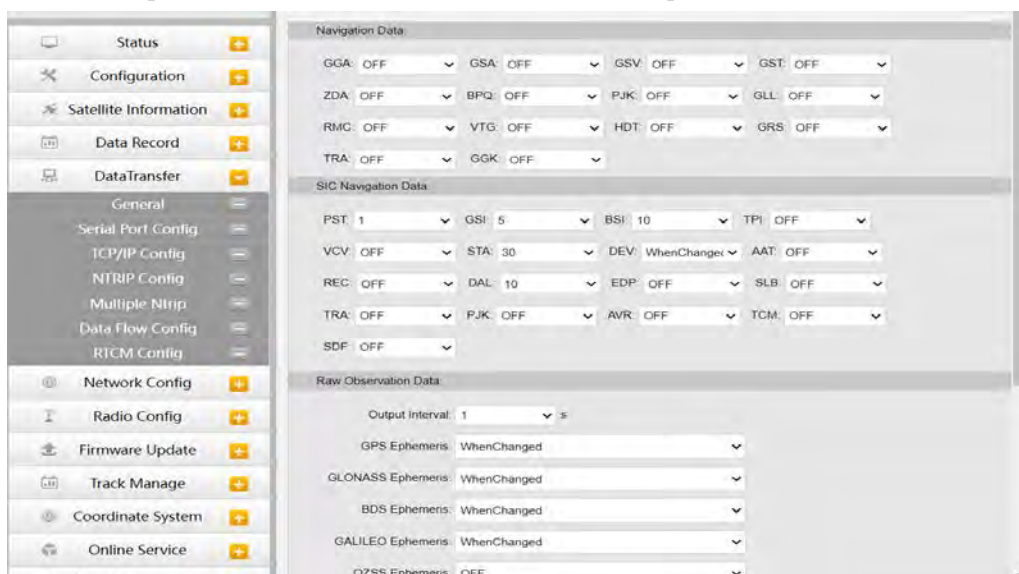 Status
Configuration
Satellite Information
Data Record
DataTransfer
General
Serial Port Config
TCP/IP Config
NTRIP Config
Multiple Ntrip
Data Flow Config
RTCM Config
Network Config
Radio Config
Firmware Update
Track Manage
Coordinate System
Online Service
Navigation Data:
GGA: OFF GSA: OFF GSV: OFF GST: OFF
ZDA: OFF BPQ: OFF PJK: OFF GLL: OFF
RMC: OFF VTG: OFF HDT: OFF GRS: OFF
TRA: OFF GGK: OFF
SIC Navigation Data:
PST: 1 GSI: 5 BSI: 10 TPI: OFF
VCV: OFF STA: 30 DEV: WhenChanged AAT: OFF
REC: OFF DAL: 10 EDP: OFF SLB: OFF
TRA: OFF PJK: OFF AVR: OFF TCM: OFF
SDF: OFF
Raw Observation Data:
Output Interval: 1 s
GPS Ephemeris: WhenChanged
GLONASS Ephemeris: WhenChanged
BDS Ephemeris: WhenChanged
GALILEO Ephemeris: WhenChanged
QZSS Ephemeris: OFF